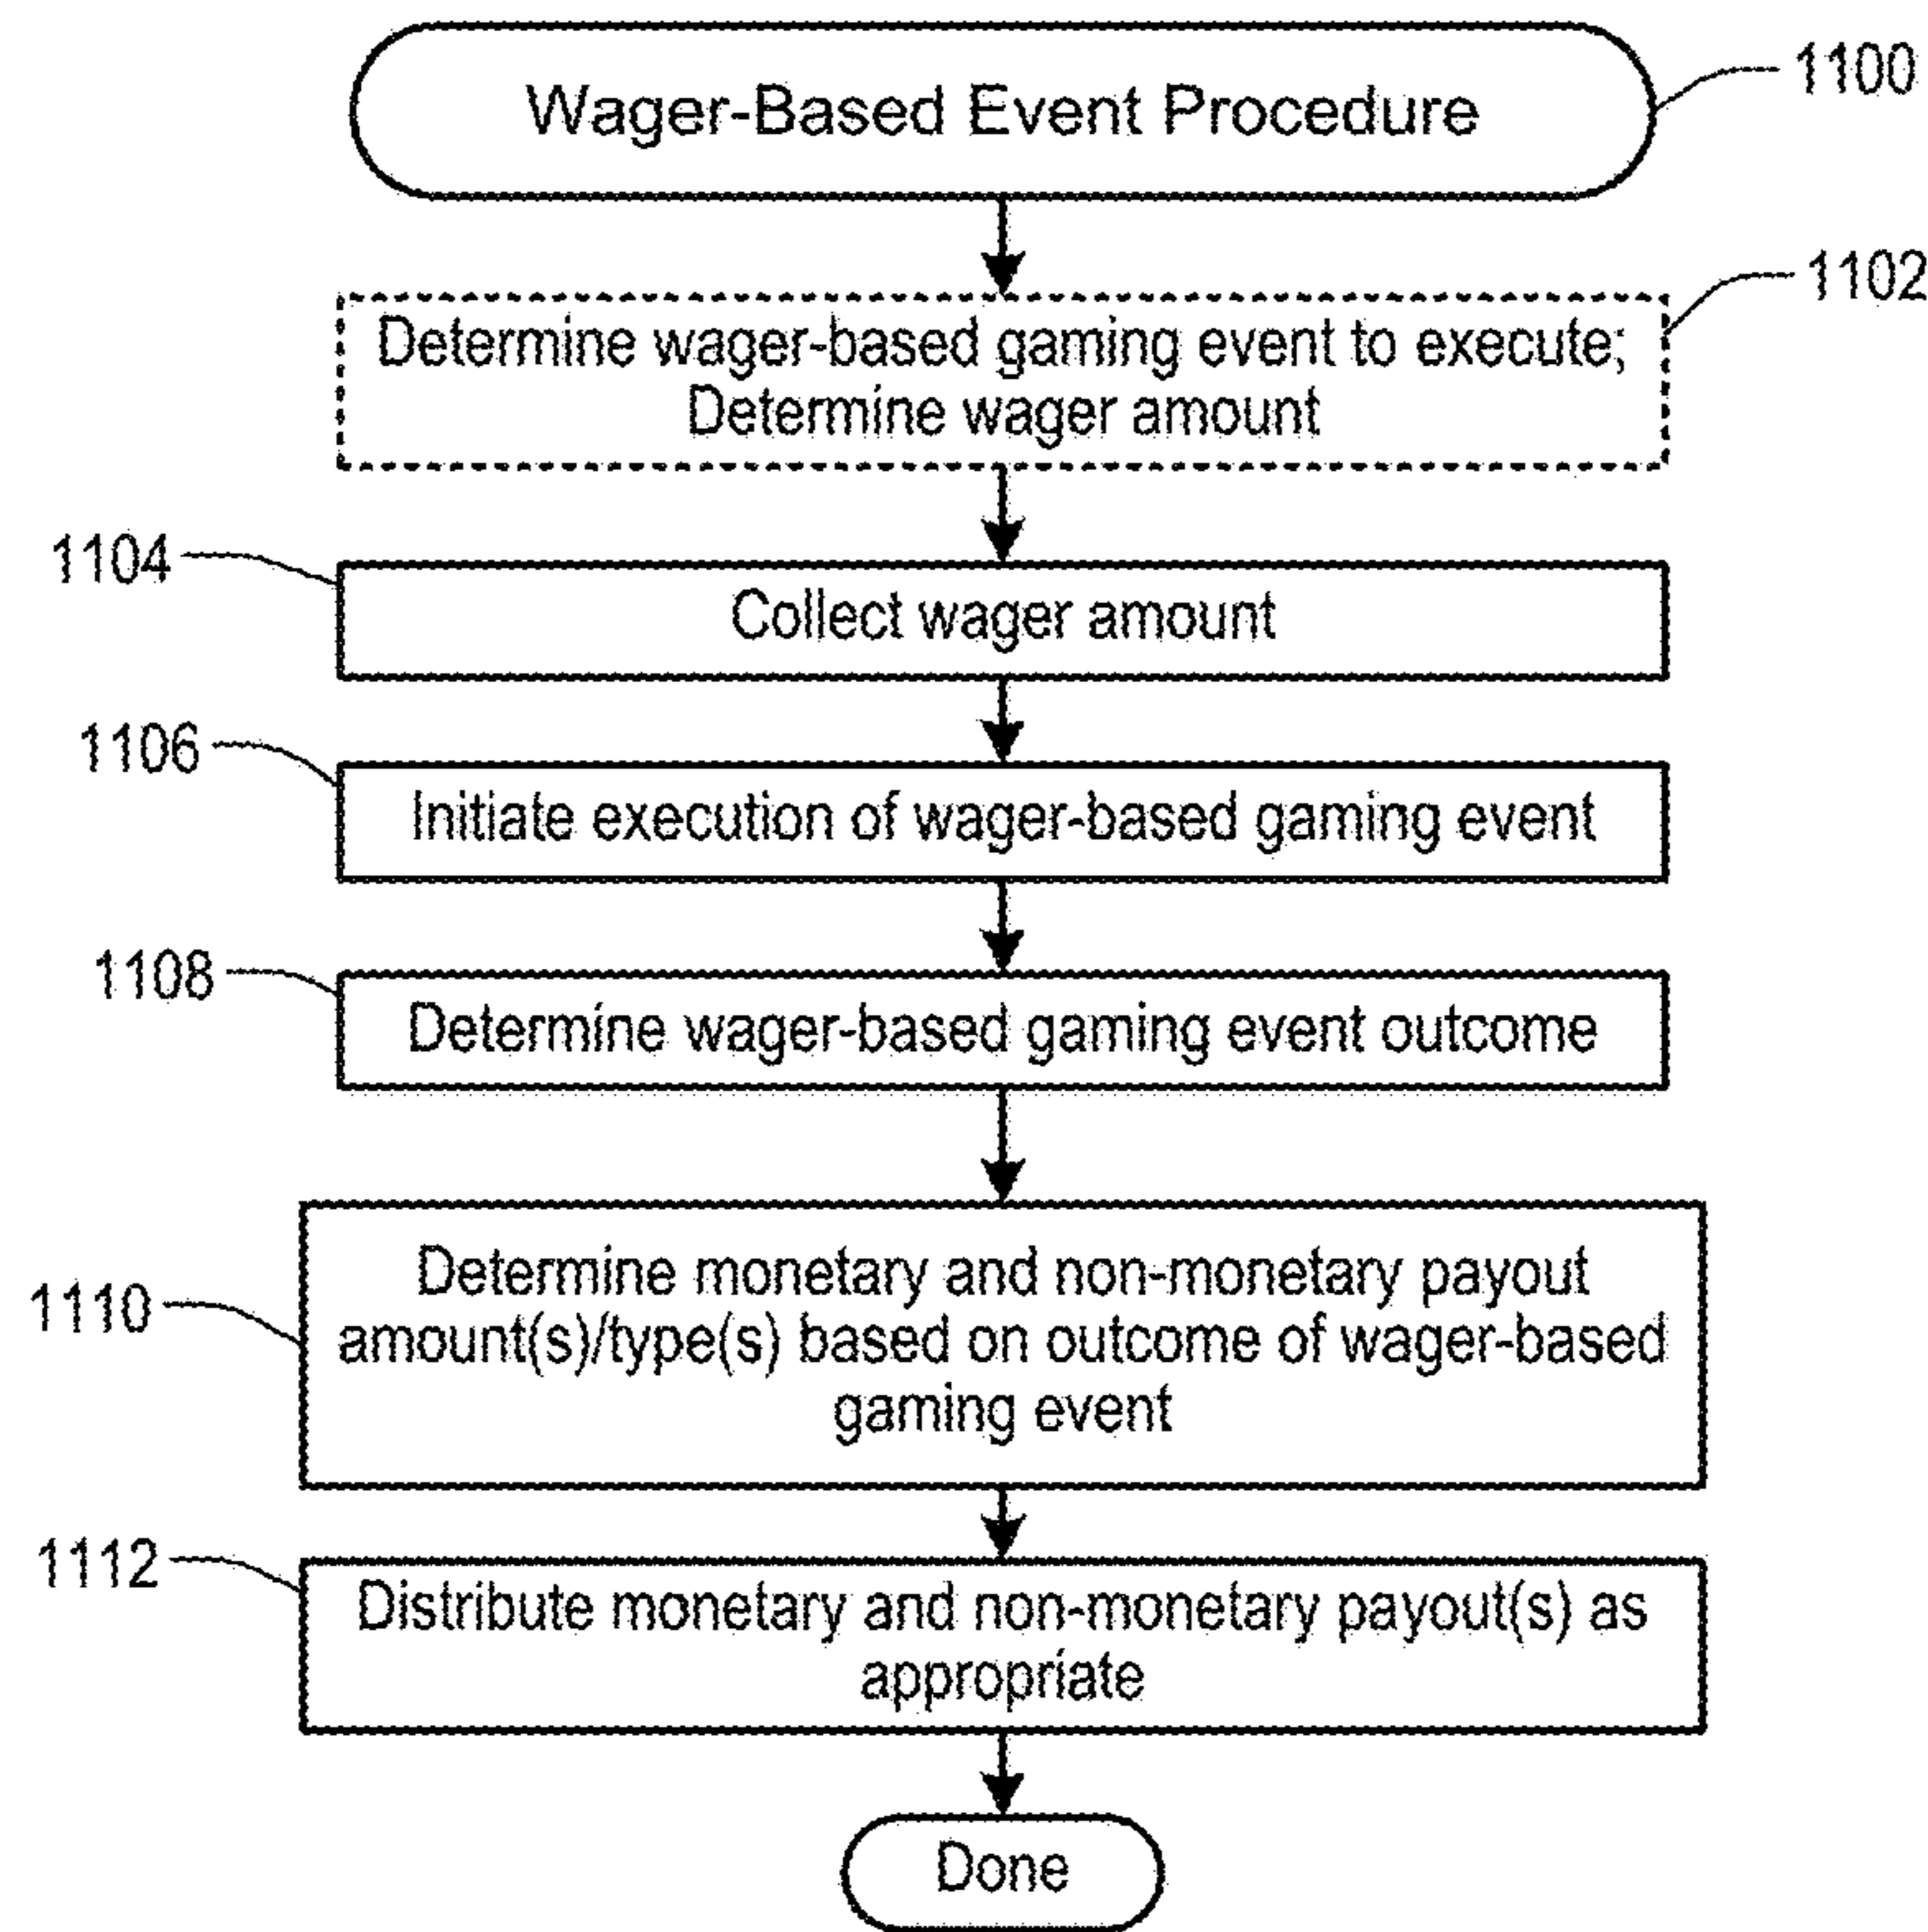 Wager-Based Event Procedure
1100
1102
Determine wager-based gaming event to execute;
Determine wager amount
1104
Collect wager amount
1106
Initiate execution of wager-based gaming event
1108
Determine wager-based gaming event outcome
1110
Determine monetary and non-monetary payout
amount(s)/type(s) based on outcome of wager-based
gaming event
1112
Distribute monetary and non-monetary payout(s) as
appropriate
Done